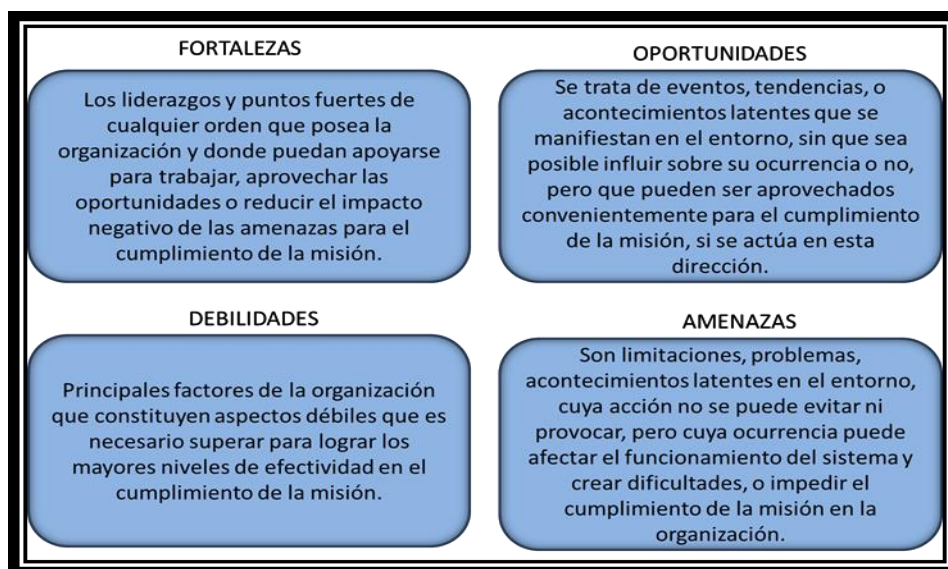 FORTALEZAS
Los liderazgos y puntos fuertes de
cualquier orden que posea la
organización y donde puedan apoyarse
para trabajar, aprovechar las
oportunidades o reducir el impacto
negativo de las amenazas para el
cumplimiento de la misión.
OPORTUNIDADES
Se trata de eventos, tendencias, o
acontecimientos latentes que se
manifiestan en el entorno, sin que sea
posible influir sobre su ocurrencia o no,
pero que pueden ser aprovechados
convenientemente para el cumplimiento
de la misión, si se actúa en esta
dirección.
DEBILIDADES
Principales factores de la organización
que constituyen aspectos débiles que es
necesario superar para lograr los
mayores niveles de efectividad en el
cumplimiento de la misión.
AMENAZAS
Son limitaciones, problemas,
acontecimientos latentes en el entorno,
cuya acción no se puede evitar ni
provocar, pero cuya ocurrencia puede
afectar el funcionamiento del sistema y
crear dificultades, o impedir el
cumplimiento de la misión en la
organización.